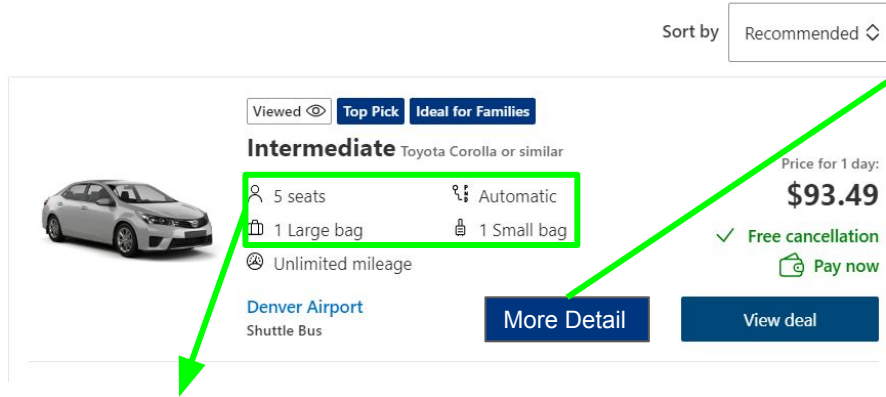 Sort by
Recommended
Viewed Top Pick Ideal for Families
Intermediate Toyota Corolla or similar
Price for 1 day:
$93.49
5 seats Automatic
1 Large bag 1 Small bag
Free cancellation
Unlimited mileage
Pay now
Denver Airport
Shuttle Bus
More Detail
View deal